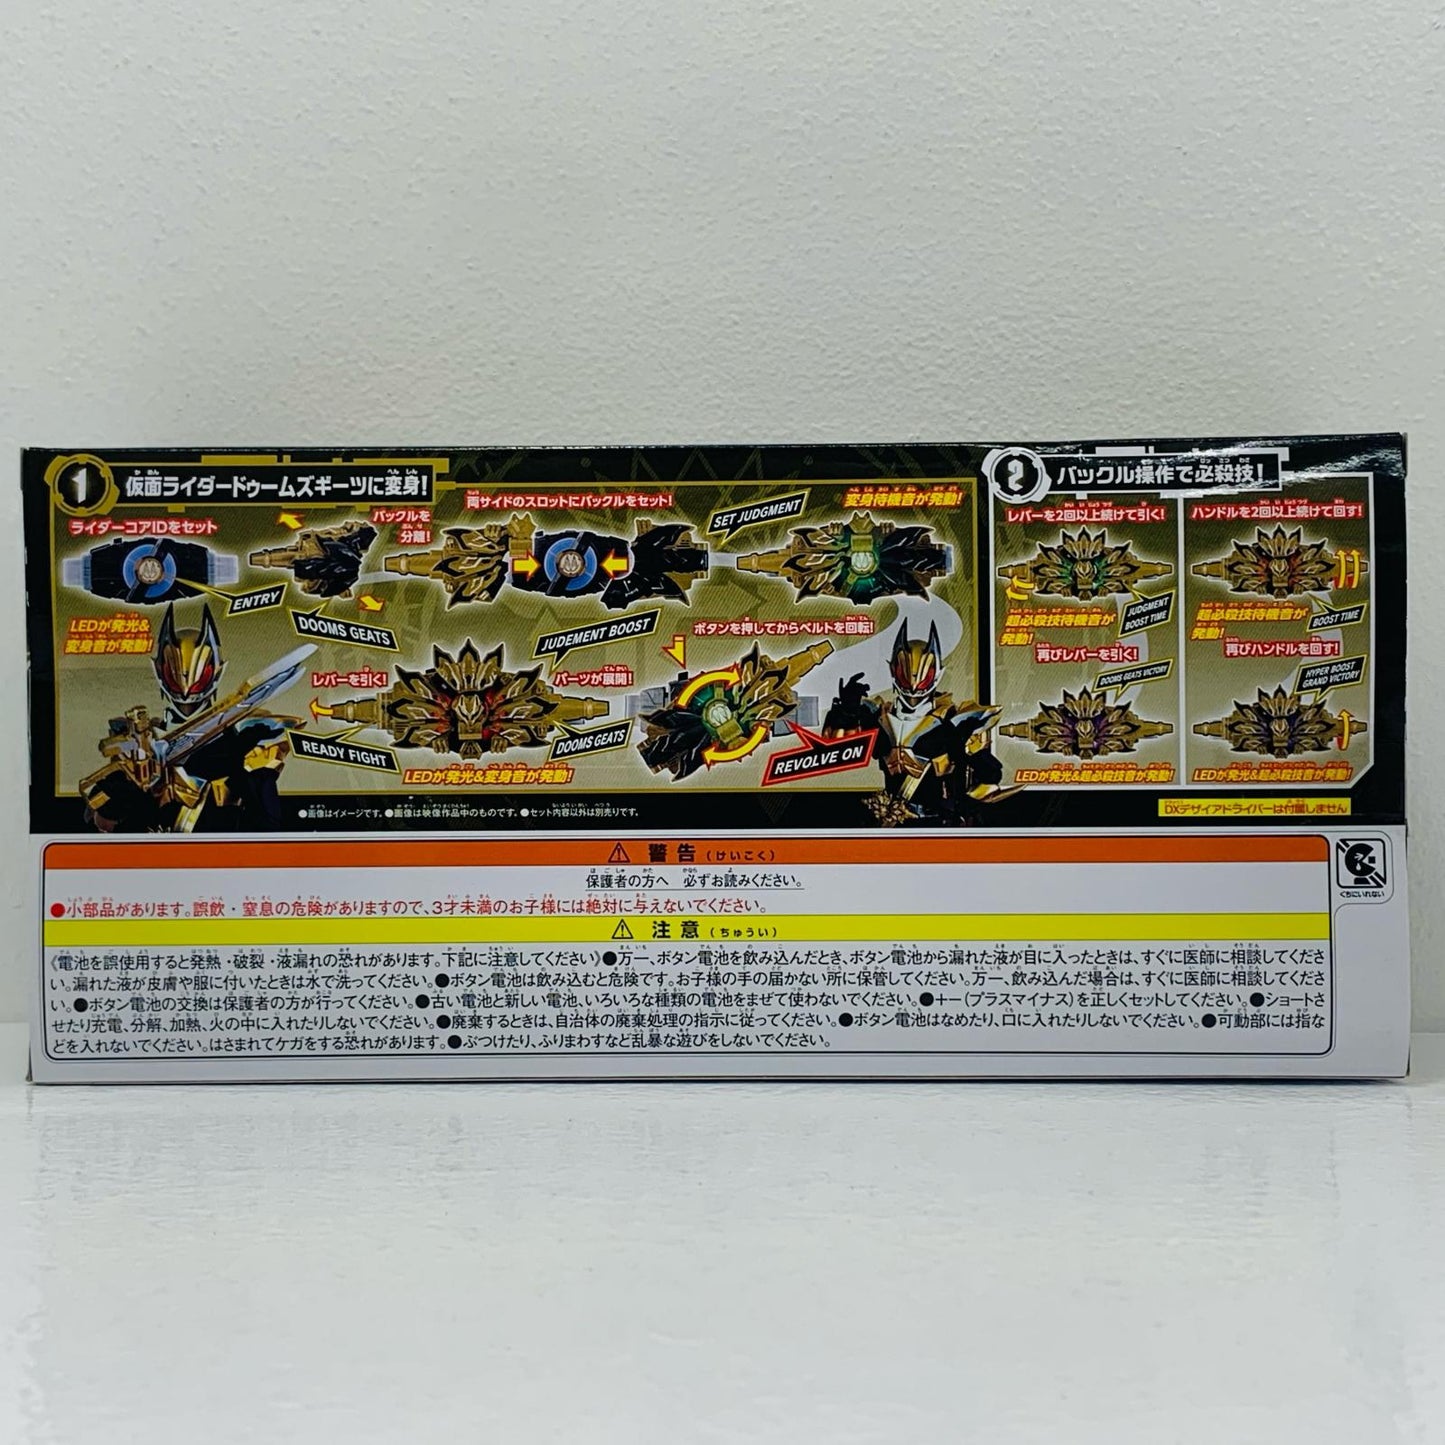 1 仮面ライダードゥームズギーツに変身!
ライダーコアIDをセット
ENTRY
バックルを
分離!
DOOMS GEATS
両サイドのスロットにバックルをセット!
SET JUDGMENT
変身待機音が発動!
ボタンを押してからベルトを回転!
REVOLVE ON
JUDEMENT BOOST
パーツが展開!
DOOMS GEATS
レバーを引く!
READY FIGHT
LEDが発光&
変身音が発動!
LEDが発光&変身音が発動!
●画像はイメージです。●画像は映像作品中のものです。●セット内容以外は別売りです。
2 バックル操作で必殺技!
レバーを2回以上続けて引く!
JUDGMENT
BOOST TIME
超必殺技待機音が
発動!
再びレバーを引く!
DOOMS GEATS VICTORY
LEDが発光&超必殺技音が発動!
ハンドルを2回以上続けて回す!
超必殺技待機音が
発動!
BOOST TIME
再びハンドルを回す!
HYPER BOOST
GRAND VICTORY
LEDが発光&超必殺技音が発動!
DXデザイアドライバーは付属しません
警告(けいこく)
保護者の方へ 必ずお読みください。
●小部品があります。誤飲・窒息の危険がありますので、3才未満のお子様には絶対に与えないでください。
注意(ちゅうい)
《電池を誤使用すると発熱・破裂・液漏れの恐れがあります。下記に注意してください》●万一、ボタン電池を飲み込んだとき、ボタン電池から漏れた液が目に入ったときは、すぐに医師に相談してくださ
い。漏れた液が皮膚や服に付いたときは水で洗ってください。●ボタン電池は飲み込むと危険です。お子様の手の届かない所に保管してください。万一、飲み込んだ場合は、すぐに医師に相談してくださ
い。●ボタン電池の交換は保護者の方が行ってください。●古い電池と新しい電池、いろいろな種類の電池をまぜて使わないでください。●+-(プラスマイナス)を正しくセットしてください。●ショートさ
せたり充電、分解、加熱、火の中に入れたりしないでください。●廃棄するときは、自治体の廃棄処理の指示に従ってください。●ボタン電池はなめたり、口に入れたりしないでください。●可動部には指な
どを入れないでください。はさまれてケガをする恐れがあります。●ぶつけたり、ふりまわすなど乱暴な遊びをしないでください。
くちにいれない